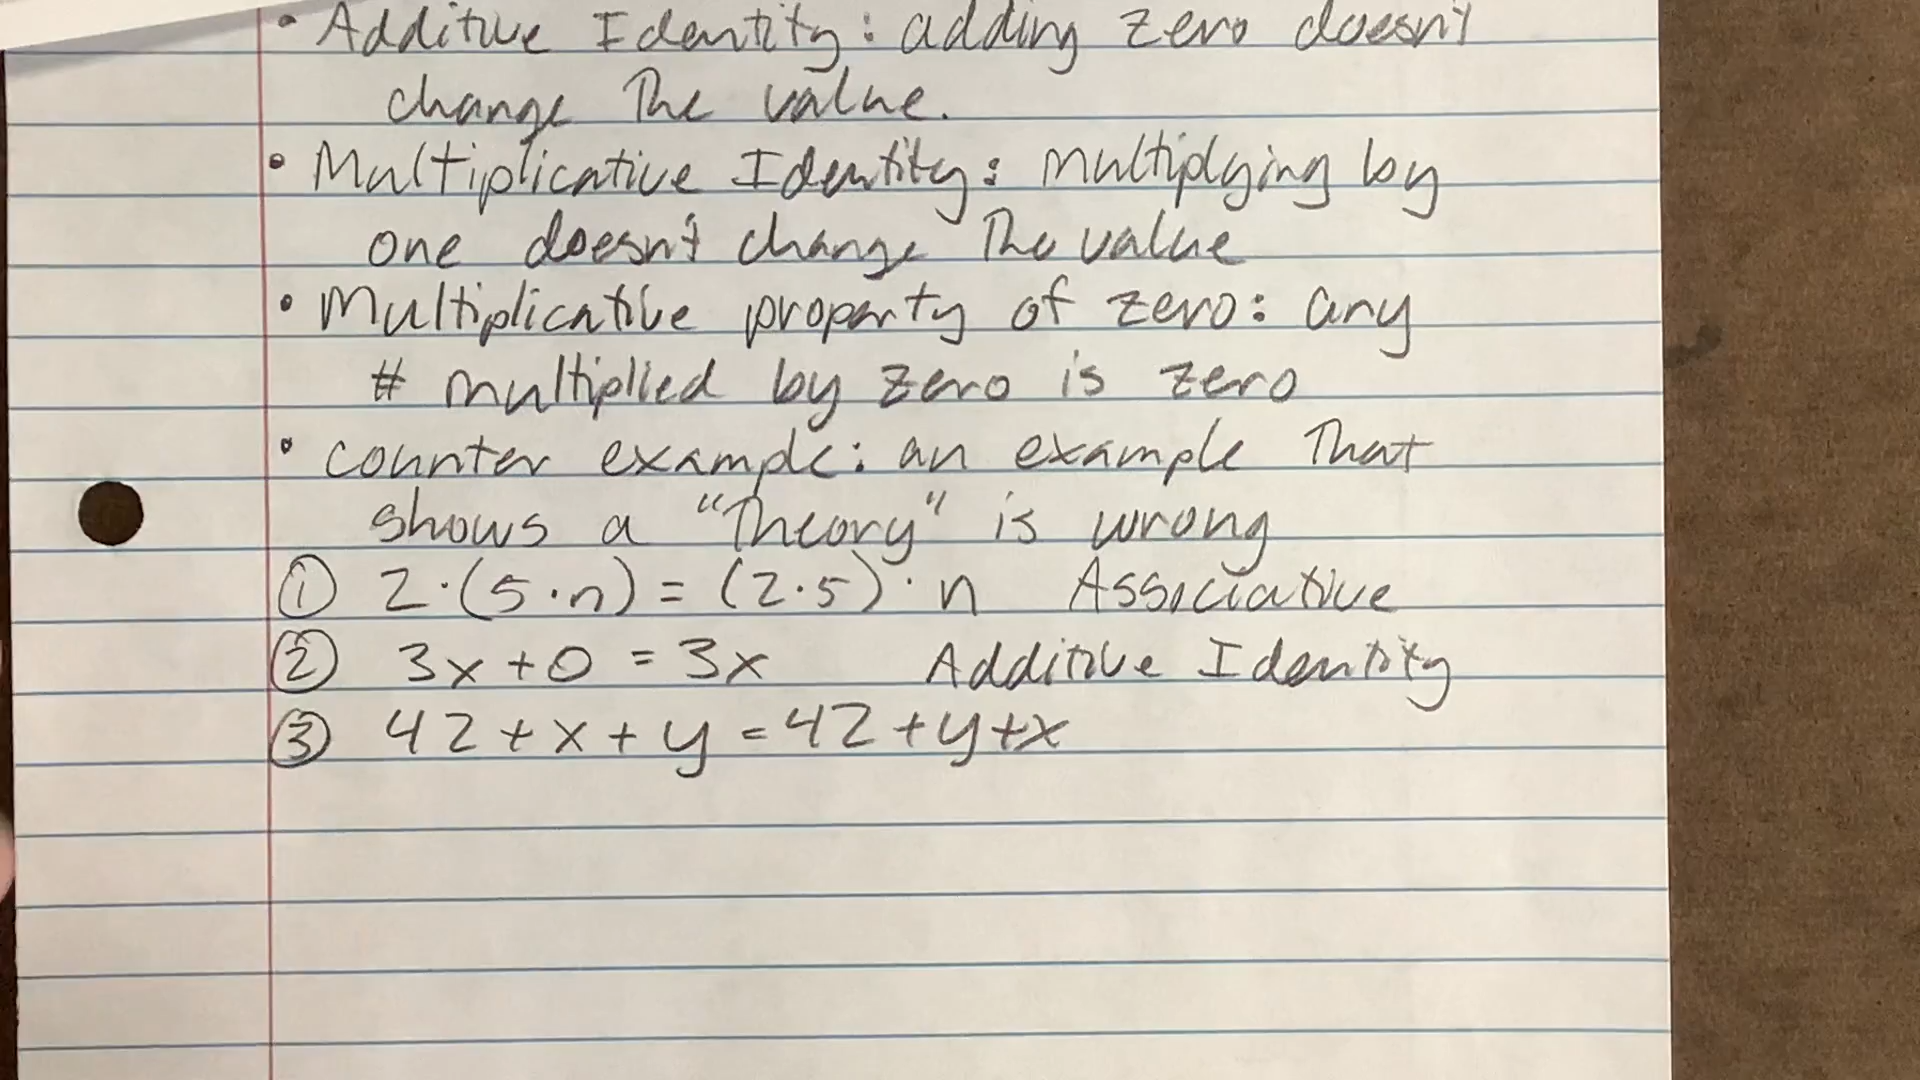 • Additive Identity: adding zero doesn't
change the value.
• Multiplicative Identity: multiplying by
one doesn't change the value
• Multiplicative property of zero: any
# multiplied by zero is zero
• counter example: an example that
shows a "theory" is wrong
① 2·(5·n) = (2·5)·n Associative
② 3x+0 = 3x Additive Identity
③ 42+x+y=42+y+x